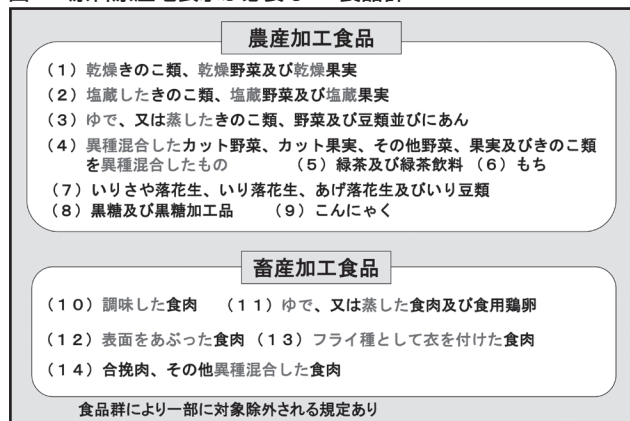 農産加工食品
（１）乾燥きのこ類、乾燥野菜及び乾燥果実
（２）塩蔵したきのこ類、塩蔵野菜及び塩蔵果実
（３）ゆで、又は蒸したきのこ類、野菜及び豆類並びにあん
（４）異種混合したカット野菜、カット果実、その他野菜、果実及びきのこ類
を異種混合したもの　（５）緑茶及び緑茶飲料（６）もち
（７）いりさや落花生、いり落花生、あげ落花生及びいり豆類
（８）黒糖及び黒糖加工品　（９）こんにゃく
畜産加工食品
（１０）調味した食肉　（１１）ゆで、又は蒸した食肉及び食用鶏卵
（１２）表面をあぶった食肉（１３）フライ種として衣を付けた食肉
（１４）合挽肉、その他異種混合した食肉
食品群により一部に対象除外される規定あり